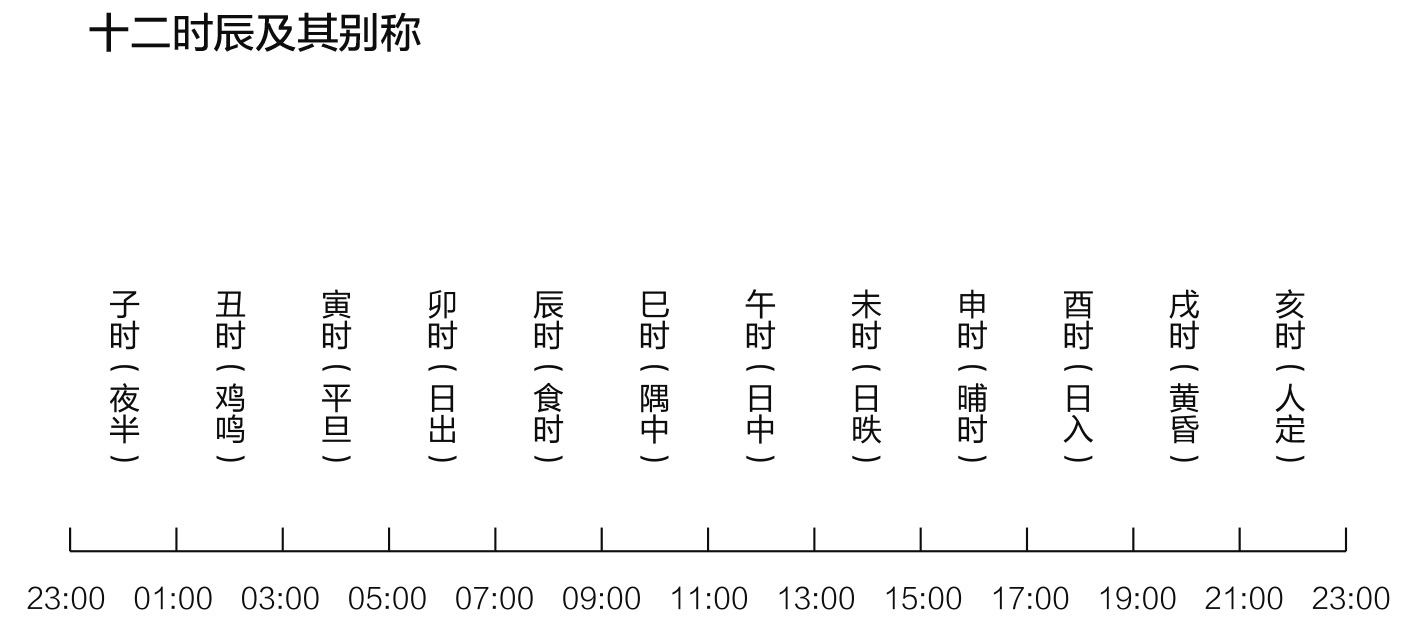 十二时辰及其别称
子时(夜半)
丑时(鸡鸣)
寅时(平旦)
卯时(日出)
辰时(食时)
巳时(隅中)
午时(日中)
未时(日昳)
申时(晡时)
酉时(日入)
戌时(黄昏)
亥时(人定)
23:00 01:00 03:00 05:00 07:00 09:00 11:00 13:00 15:00 17:00 19:00 21:00 23:00